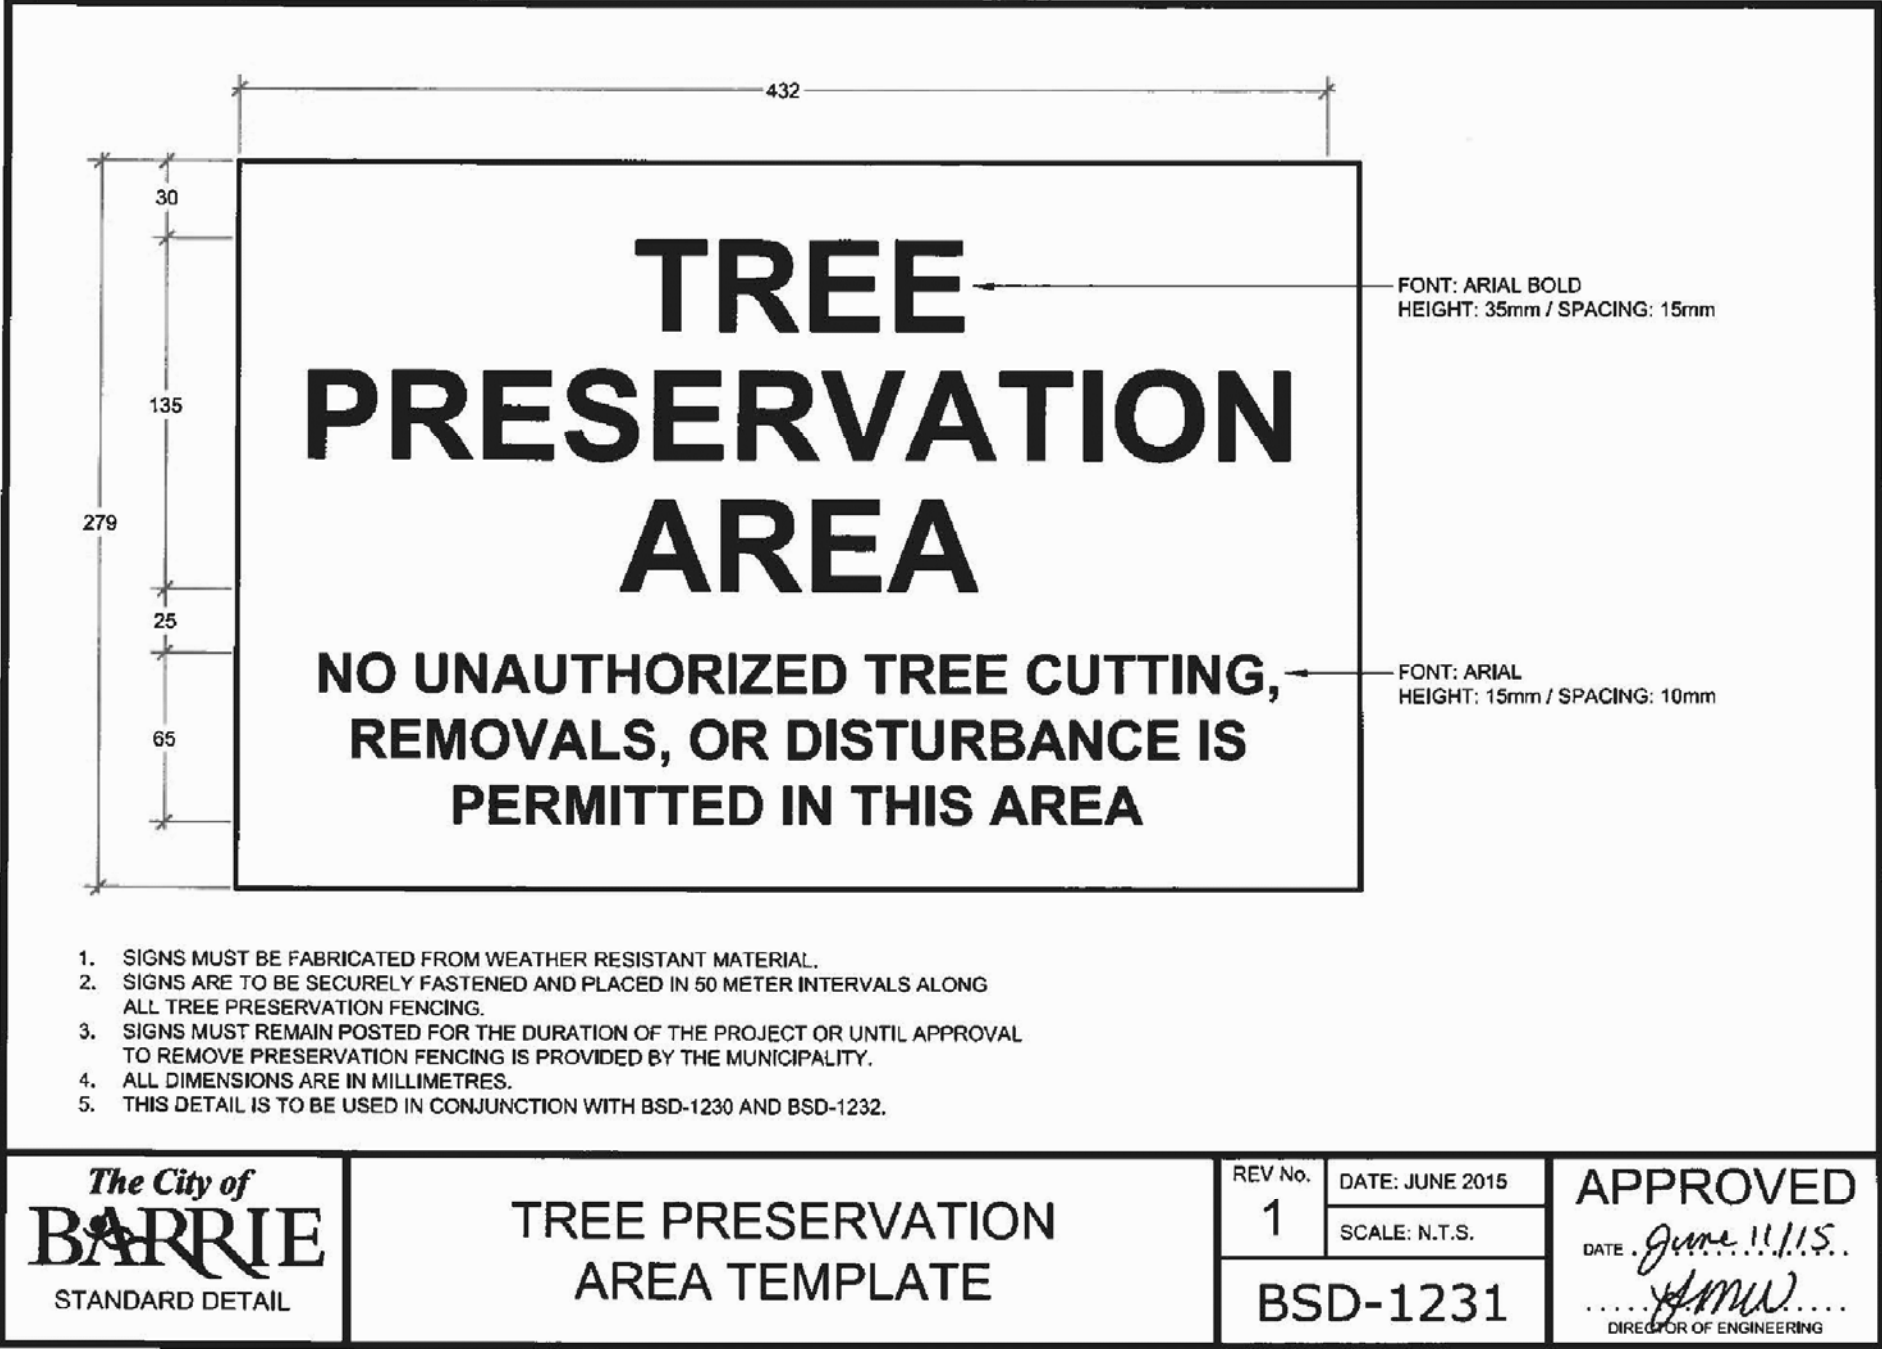 432
30
135
279
25
65
TREE
PRESERVATION
AREA
NO UNAUTHORIZED TREE CUTTING,
REMOVALS, OR DISTURBANCE IS
PERMITTED IN THIS AREA
FONT: ARIAL BOLD
HEIGHT: 35mm / SPACING: 15mm
FONT: ARIAL
HEIGHT: 15mm / SPACING: 10mm
1. SIGNS MUST BE FABRICATED FROM WEATHER RESISTANT MATERIAL.
2. SIGNS ARE TO BE SECURELY FASTENED AND PLACED IN 50 METER INTERVALS ALONG
ALL TREE PRESERVATION FENCING.
3. SIGNS MUST REMAIN POSTED FOR THE DURATION OF THE PROJECT OR UNTIL APPROVAL
TO REMOVE PRESERVATION FENCING IS PROVIDED BY THE MUNICIPALITY.
4. ALL DIMENSIONS ARE IN MILLIMETRES.
5. THIS DETAIL IS TO BE USED IN CONJUNCTION WITH BSD-1230 AND BSD-1232.
The City of
BARRIE
STANDARD DETAIL
TREE PRESERVATION
AREA TEMPLATE
REV No.
1
DATE: JUNE 2015
SCALE: N.T.S.
BSD-1231
APPROVED
DATE June 11/15
DIRECTOR OF ENGINEERING